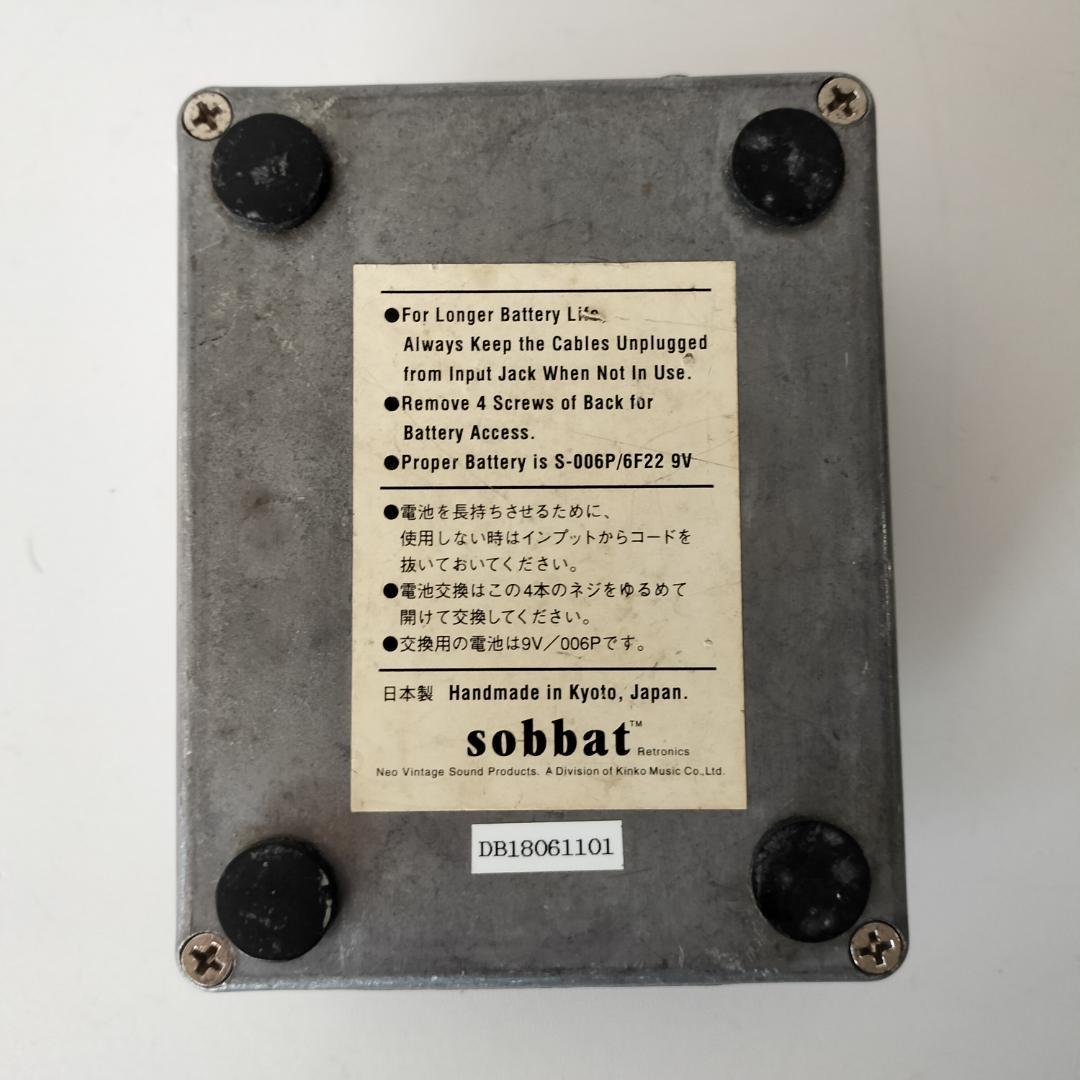 ●For Longer Battery Life,
Always Keep the Cables Unplugged
from Input Jack When Not In Use.
●Remove 4 Screws of Back for
Battery Access.
●Proper Battery is S-006P/6F22 9V
●電池を長持ちさせるために、
使用しない時はインプットからコードを
抜いておいてください。
●電池交換はこの4本のネジをゆるめて
開けて交換してください。
●交換用の電池は9V／006Pです。
日本製 Handmade in Kyoto, Japan.
sobbat™ Retronics
Neo Vintage Sound Products. A Division of Kinko Music Co.,Ltd.
DB18061101